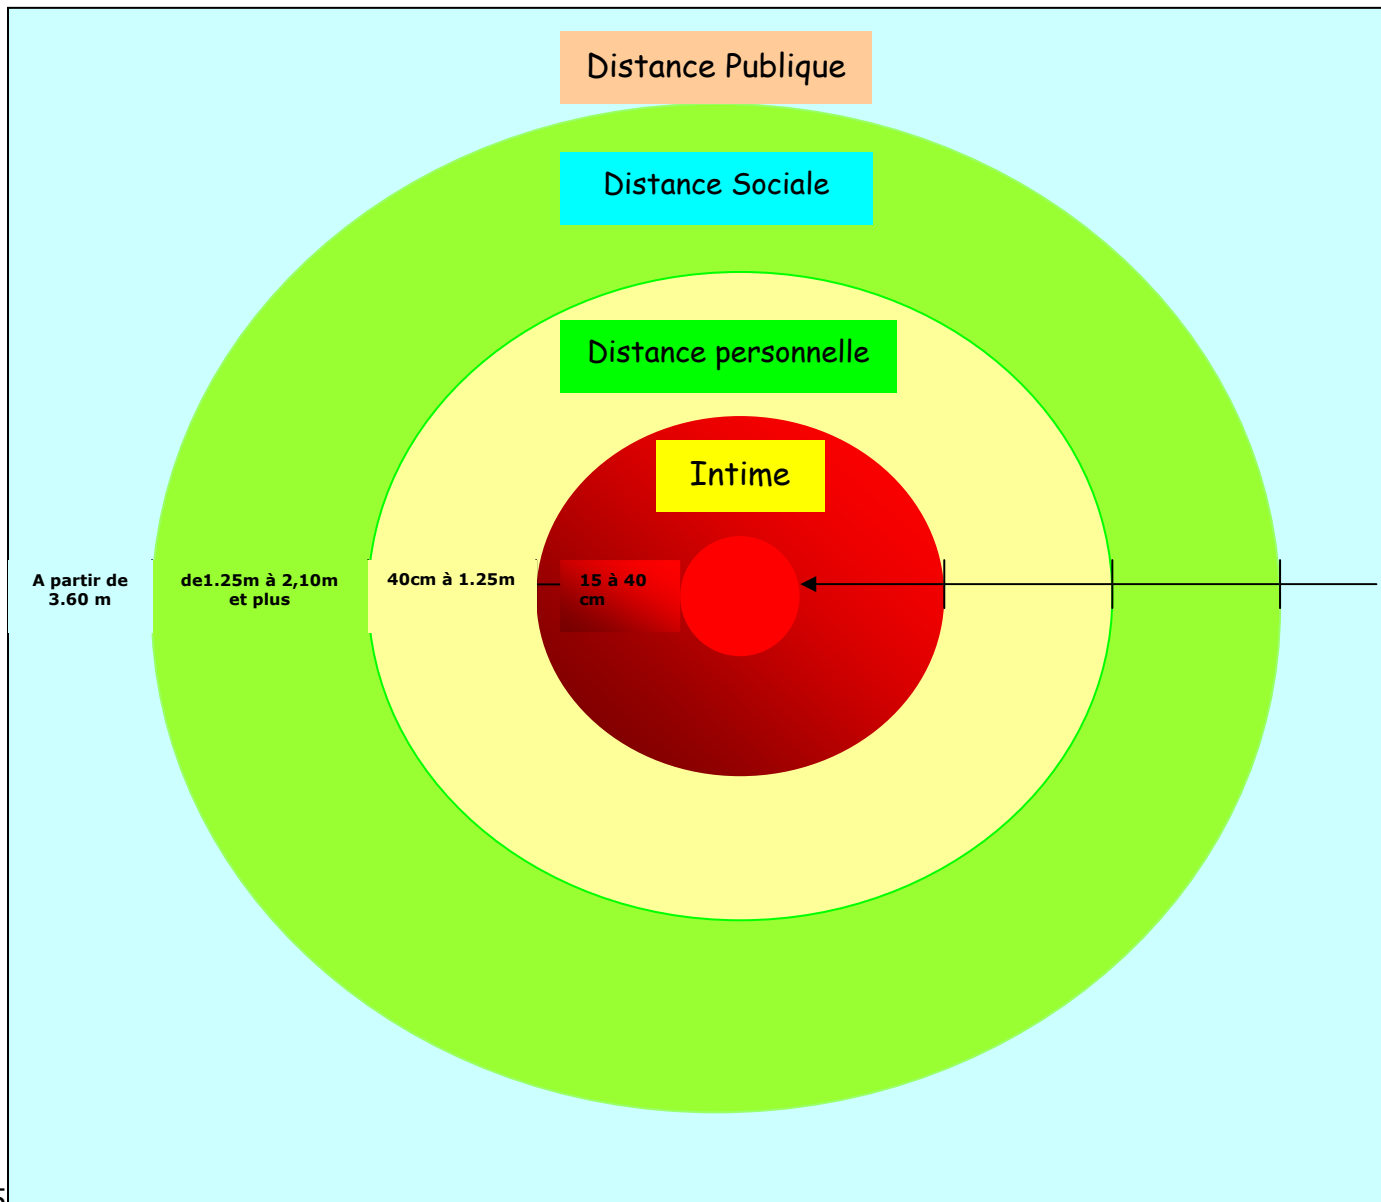 Distance Publique
Distance Sociale
Distance personnelle
Intime
A partir de
3.60 m
de1.25m à 2,10m
et plus
40cm à 1.25m
15 à 40
cm